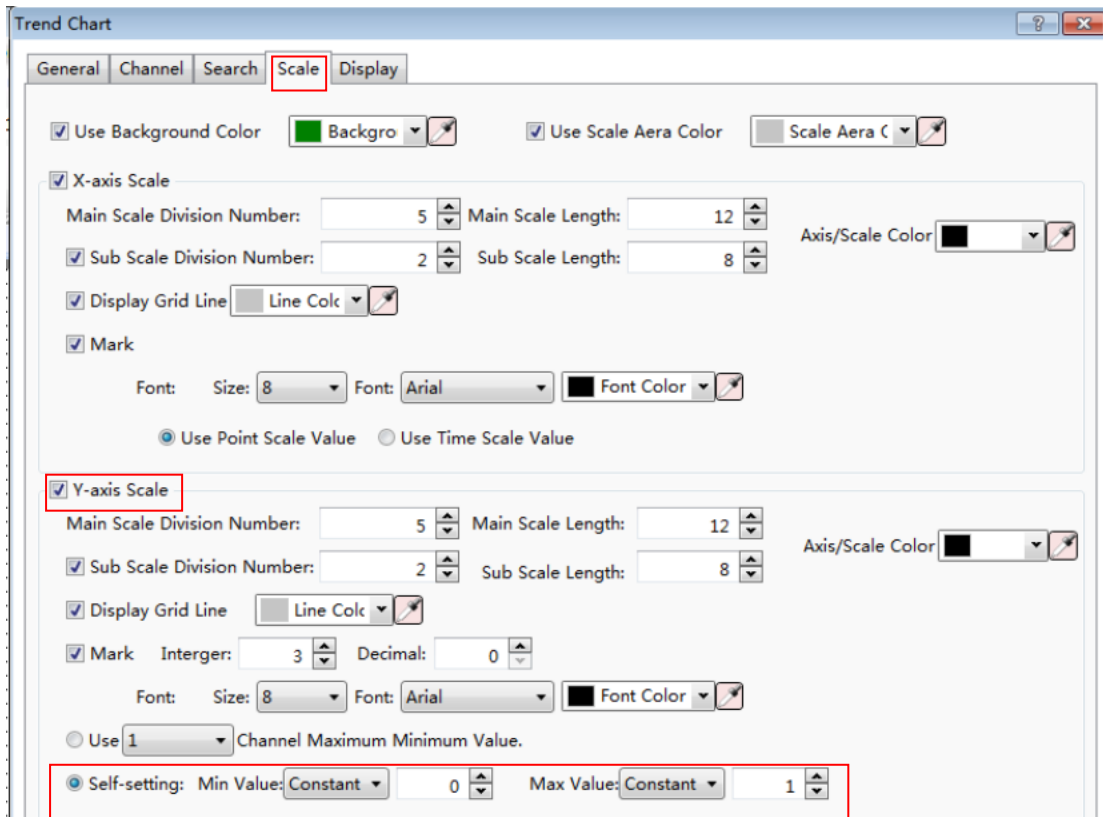 Trend Chart
General Channel Search Scale Display
Use Background Color Backgro Use Scale Aera Color Scale Aera C
X-axis Scale
Main Scale Division Number: 5 Main Scale Length: 12
Axis/Scale Color
Sub Scale Division Number: 2 Sub Scale Length: 8
Display Grid Line Line Colc
Mark
Font: Size: 8 Font: Arial Font Color
Use Point Scale Value Use Time Scale Value
Y-axis Scale
Main Scale Division Number: 5 Main Scale Length: 12
Axis/Scale Color
Sub Scale Division Number: 2 Sub Scale Length: 8
Display Grid Line Line Colc
Mark Interger: 3 Decimal: 0
Font: Size: 8 Font: Arial Font Color
Use 1 Channel Maximum Minimum Value.
Self-setting: Min Value: Constant 0 Max Value: Constant 1